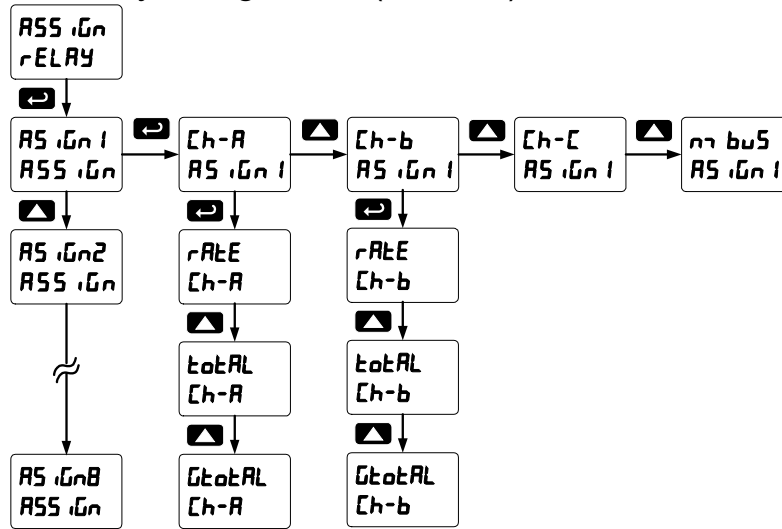 ASSiGn
rELAY
ASiGn1
ASSiGn
Ch-A
ASiGn1
Ch-b
ASiGn1
Ch-C
ASiGn1
m buS
ASiGn1
ASiGn2
ASSiGn
rAtE
Ch-A
rAtE
Ch-b
totAL
Ch-A
totAL
Ch-b
ASiGn8
ASSiGn
GtotAL
Ch-A
GtotAL
Ch-b